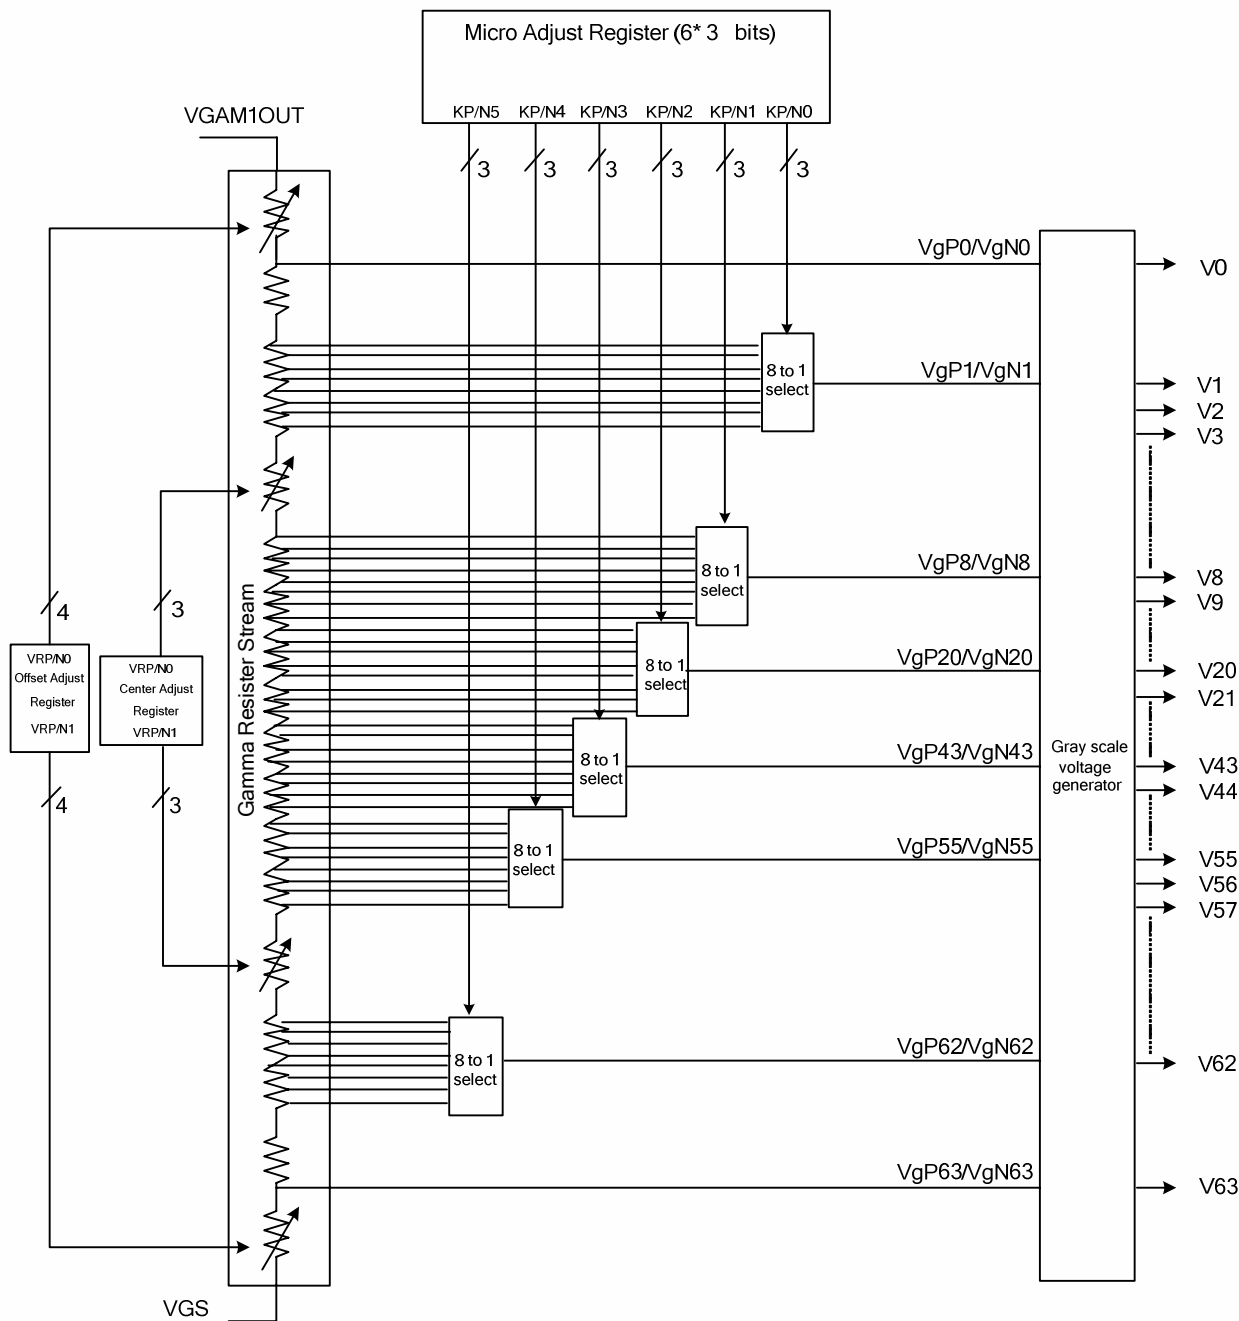 Micro Adjust Register (6* 3 bits)
KP/N5 KP/N4 KP/N3 KP/N2 KP/N1 KP/N0
3 3 3 3 3 3
VGAM1OUT
VgP0/VgN0
V0
8 to 1
select
VgP1/VgN1
V1
V2
V3
8 to 1
select
VgP8/VgN8
V8
V9
4
3
VRP/N0
Offset Adjust
Register
VRP/N1
VRP/N0
Center Adjust
Register
VRP/N1
4
3
Gamma Resister Stream
8 to 1
select
VgP20/VgN20
V20
V21
8 to 1
select
VgP43/VgN43
Gray scale
voltage
generator
V43
V44
8 to 1
select
VgP55/VgN55
V55
V56
V57
8 to 1
select
VgP62/VgN62
V62
VgP63/VgN63
V63
VGS